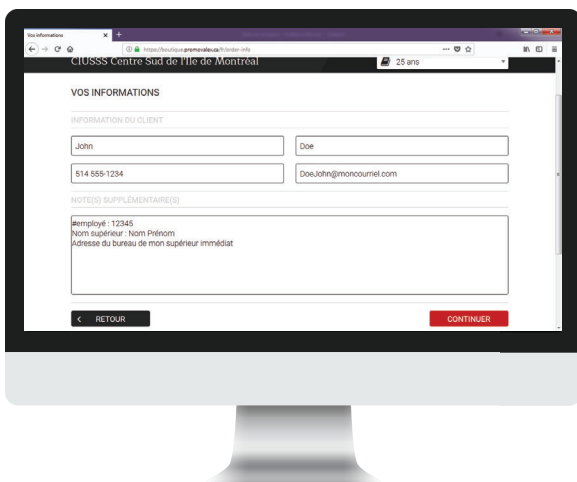 Vos Informations
https://boutique.promovalex.ca/fr/order-info
CIUSSS Centre Sud de l'Ile de Montréal
25 ans
VOS INFORMATIONS
INFORMATION DU CLIENT
John
Doe
514 555-1234
DoeJohn@moncourriel.com
NOTE(S) SUPPLÉMENTAIRE(S)
#employé : 12345
Nom supérieur : Nom Prénom
Adresse du bureau de mon supérieur immédiat
RETOUR
CONTINUER